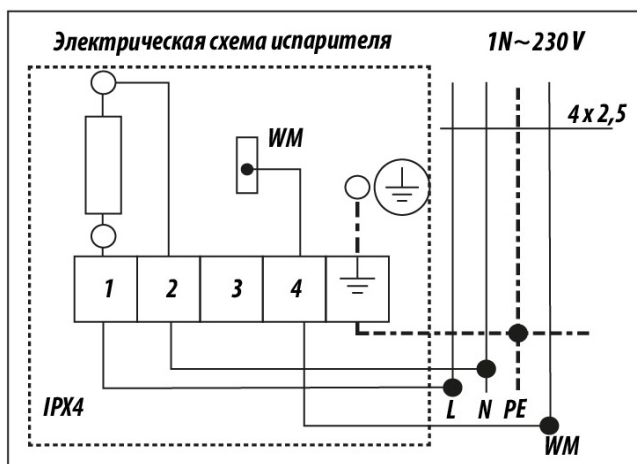 Электрическая схема испарителя
1N~230 V
4 x 2,5
WM
1 2 3 4
IPX4
L N PE
WM